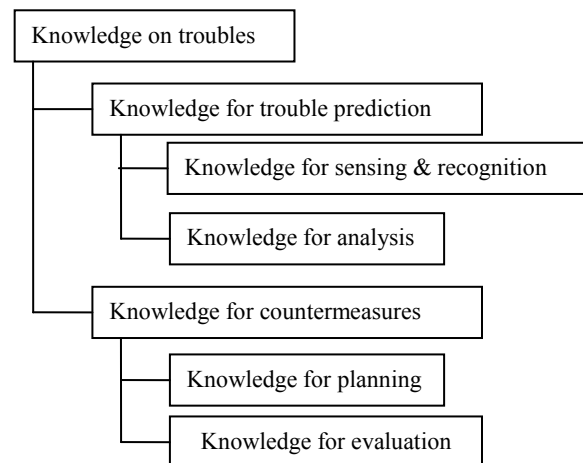 Knowledge on troubles
Knowledge for trouble prediction
Knowledge for sensing & recognition
Knowledge for analysis
Knowledge for countermeasures
Knowledge for planning
Knowledge for evaluation